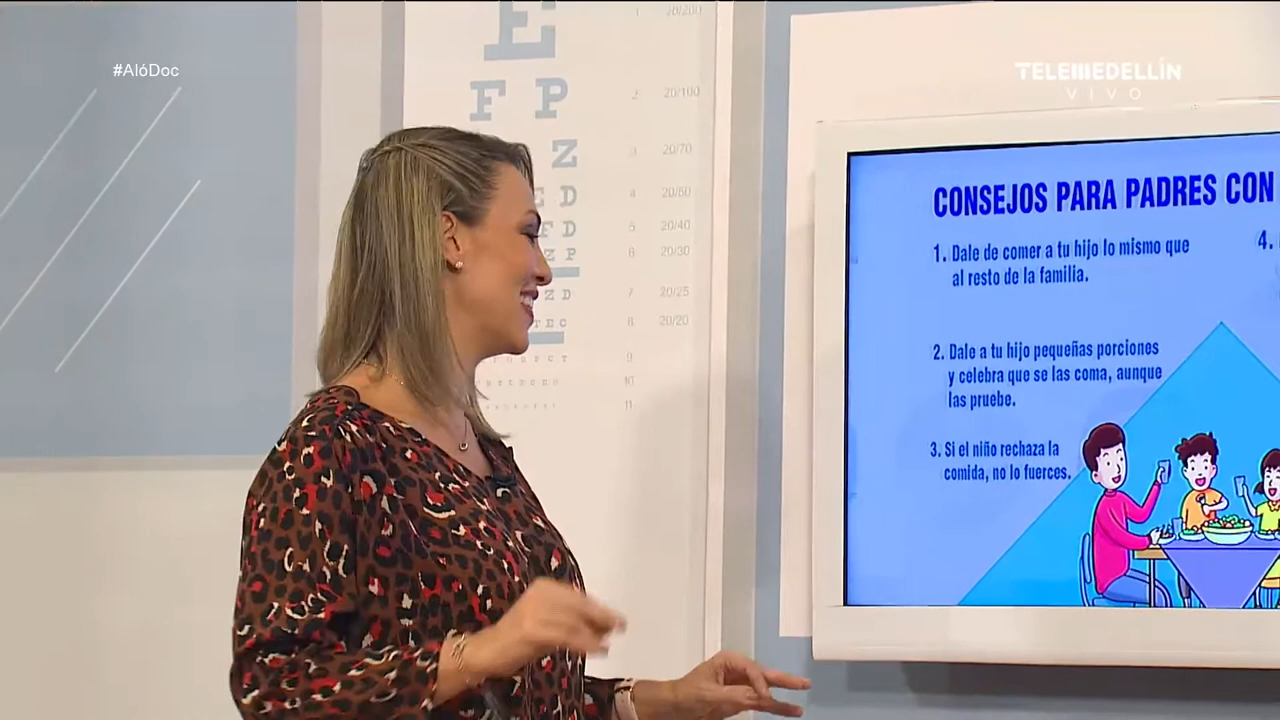 #AlóDoc
TELEMEDELLÍN
VIVO
E
1 20/200
F P
2 20/100
Z
3 20/70
E D
4 20/50
F D
5 20/40
Z P
6 20/30
Z D
7 20/25
T E C
8 20/20
9
10
11
CONSEJOS PARA PADRES CON
1. Dale de comer a tu hijo lo mismo que
al resto de la familia.
4.
2. Dale a tu hijo pequeñas porciones
y celebra que se las coma, aunque
las pruebe.
3. Si el niño rechaza la
comida, no lo fuerces.